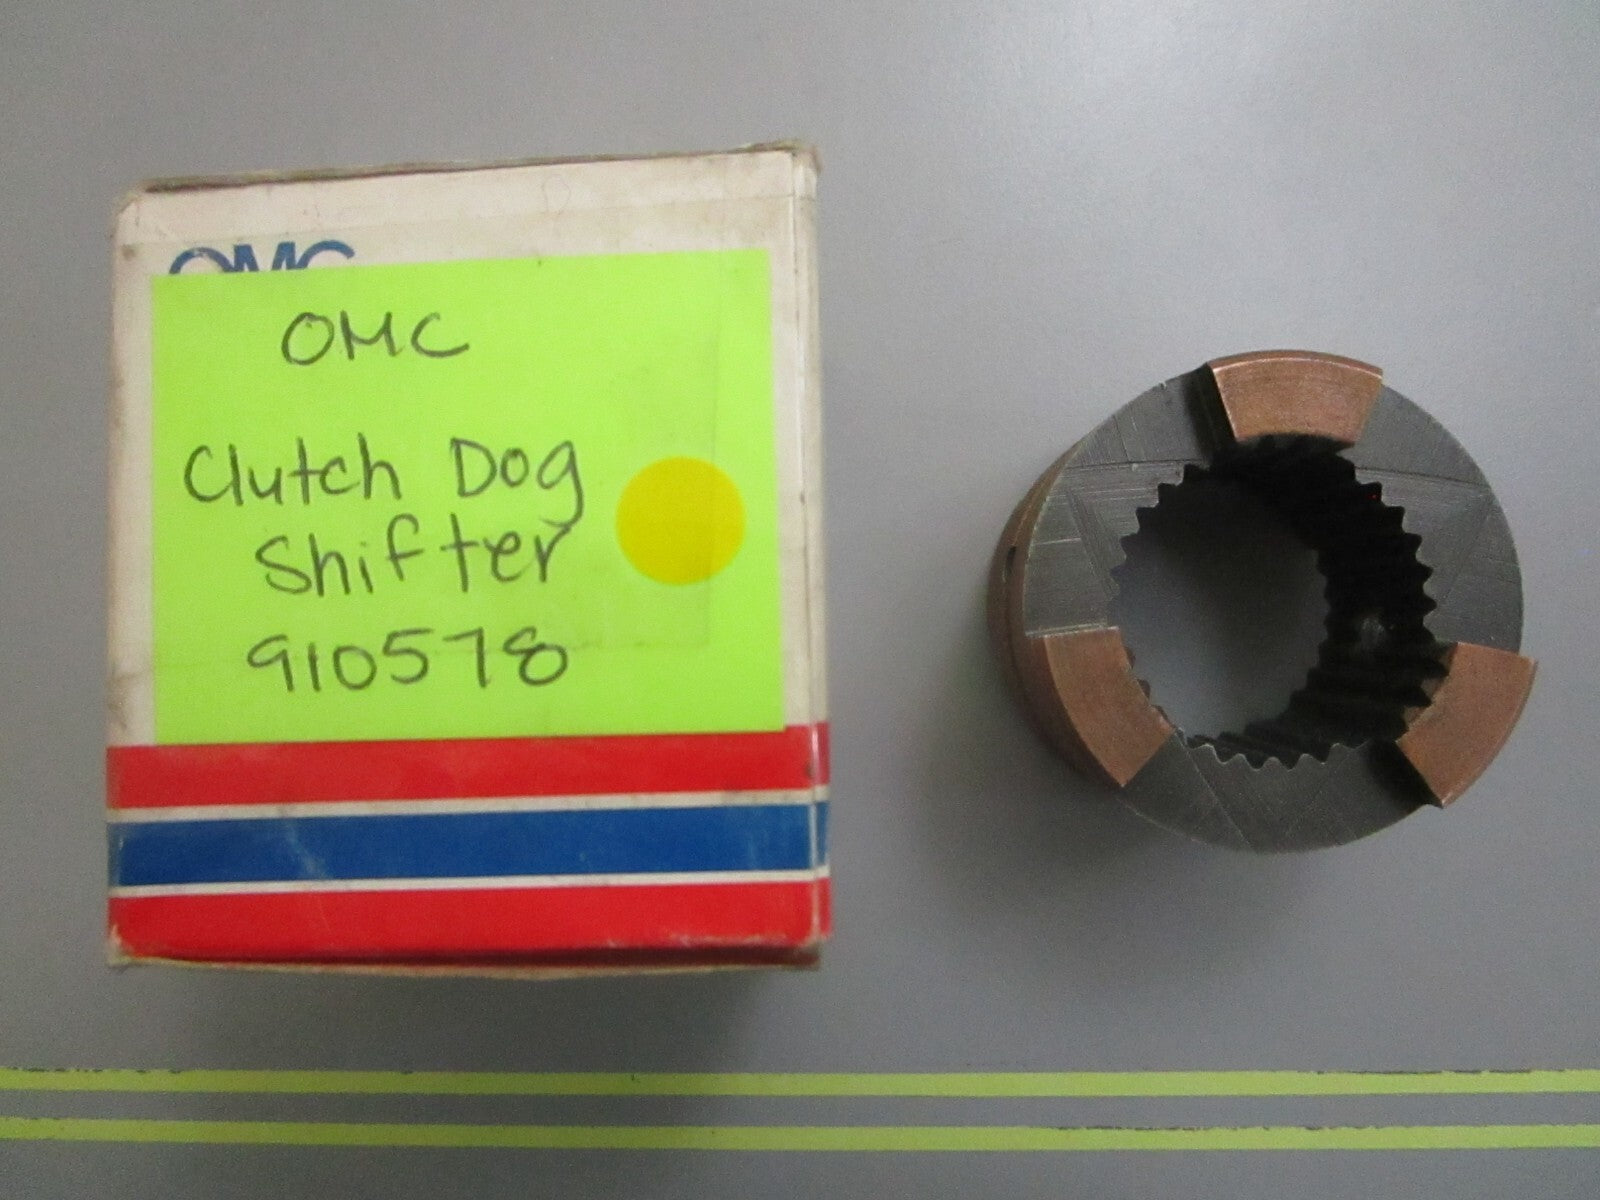 OMC
OMC
Clutch Dog
Shifter
910578